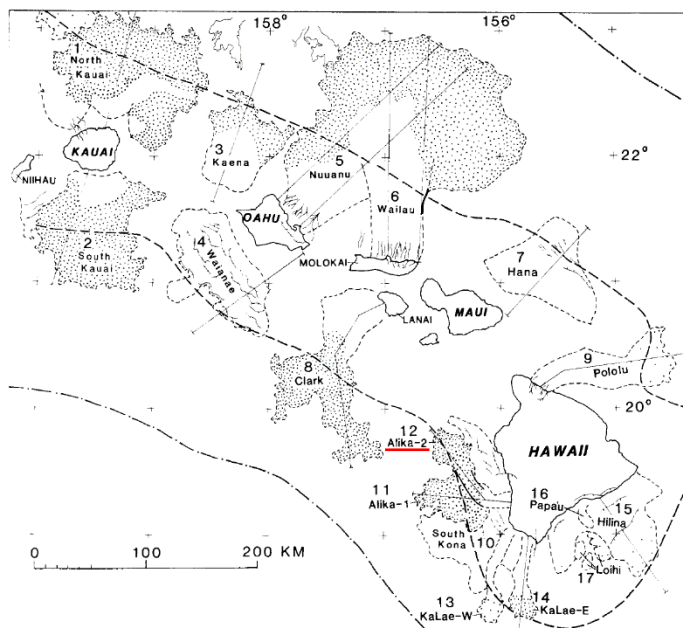 158°
156°
1
North
Kauai
KAUAI
NIIHAU
3
Kaena
5
Nuuanu
22°
6
Wailau
2
South
Kauai
4
Waianae
OAHU
MOLOKAI
7
Hana
LANAI
MAUI
8
Clark
9
Pololu
20°
12
Alika-2
HAWAII
11
Alika-1
16
Papa'u
15
Hilina
South
Kona
10
17
Loihi
0 100 200 KM
13
KaLae-W
14
KaLae-E